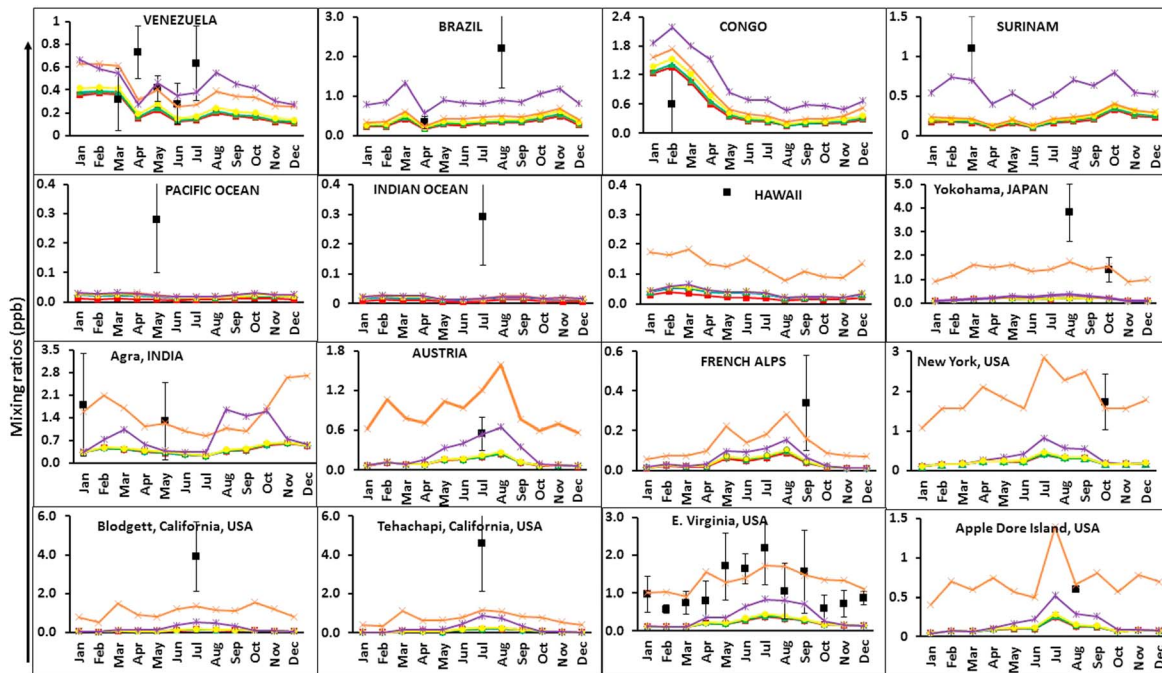 Mixing ratios (ppb)
VENEZUELA
1
0.8
0.6
0.4
0.2
0
Jan Feb Mar Apr May Jun Jul Aug Sep Oct Nov Dec
BRAZIL
3.0
2.0
1.0
0.0
Jan Feb Mar Apr May Jun Jul Aug Sep Oct Nov Dec
CONGO
2.4
1.8
1.2
0.6
0.0
Jan Feb Mar Apr May Jun Jul Aug Sep Oct Nov Dec
SURINAM
1.5
1
0.5
0
Jan Feb Mar Apr May Jun Jul Aug Sep Oct Nov Dec
PACIFIC OCEAN
0.4
0.3
0.2
0.1
0.0
Jan Feb Mar Apr May Jun Jul Aug Sep Oct Nov Dec
INDIAN OCEAN
0.4
0.3
0.2
0.1
0.0
Jan Feb Mar Apr May Jun Jul Aug Sep Oct Nov Dec
HAWAII
0.4
0.3
0.2
0.1
0.0
Jan Feb Mar Apr May Jun Jul Aug Sep Oct Nov Dec
Yokohama, JAPAN
5.0
4.0
3.0
2.0
1.0
0.0
Jan Feb Mar Apr May Jun Jul Aug Sep Oct Nov Dec
Agra, INDIA
3.5
2.8
2.1
1.4
0.7
0.0
Jan Feb Mar Apr May Jun Jul Aug Sep Oct Nov Dec
AUSTRIA
1.8
1.2
0.6
0.0
Jan Feb Mar Apr May Jun Jul Aug Sep Oct Nov Dec
FRENCH ALPS
0.6
0.4
0.2
0.0
Jan Feb Mar Apr May Jun Jul Aug Sep Oct Nov Dec
New York, USA
3
2
1
0
Jan Feb Mar Apr May Jun Jul Aug Sep Oct Nov Dec
Blodgett, California, USA
6.0
4.0
2.0
0.0
Jan Feb Mar Apr May Jun Jul Aug Sep Oct Nov Dec
Tehachapi, California, USA
6.0
4.0
2.0
0.0
Jan Feb Mar Apr May Jun Jul Aug Sep Oct Nov Dec
E. Virginia, USA
3.0
2.0
1.0
0.0
Jan Feb Mar Apr May Jun Jul Aug Sep Oct Nov Dec
Apple Dore Island, USA
1.5
1
0.5
0
Jan Feb Mar Apr May Jun Jul Aug Sep Oct Nov Dec